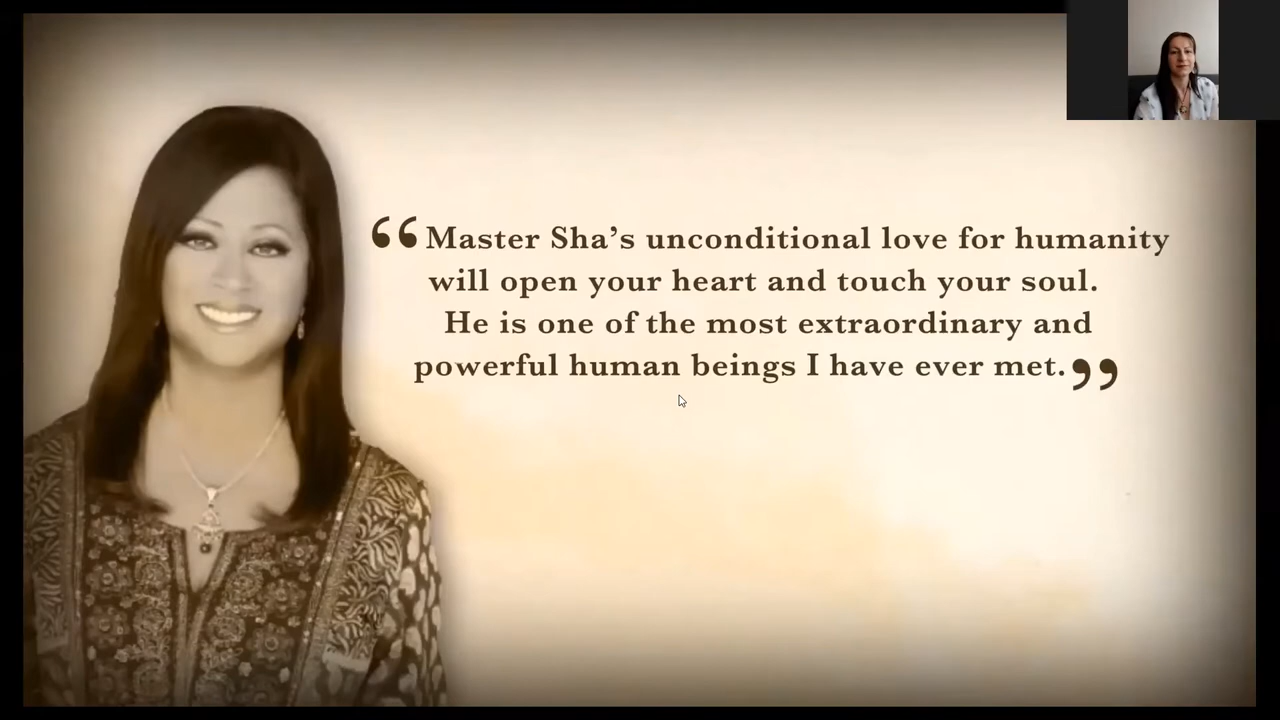 “Master Sha’s unconditional love for humanity
will open your heart and touch your soul.
He is one of the most extraordinary and
powerful human beings I have ever met.”